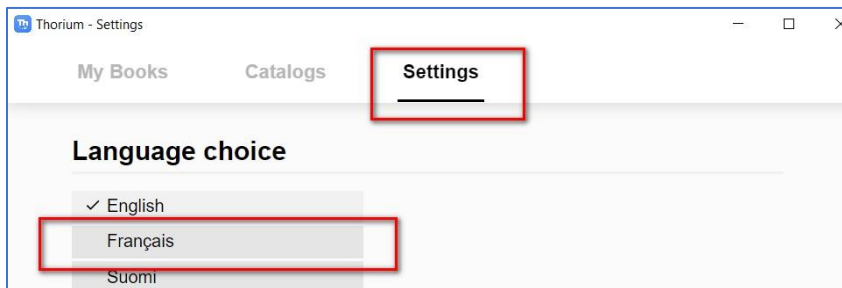 Thorium - Settings
My Books Catalogs Settings
Language choice
English
Français
Suomi